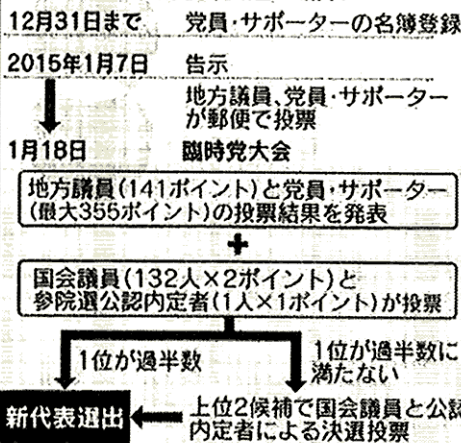 12月31日まで 党員・サポーターの名簿登録
2015年1月7日 告示
地方議員、党員・サポーター
が郵便で投票
1月18日 臨時党大会
地方議員(141ポイント)と党員・サポーター
(最大355ポイント)の投票結果を発表
+
国会議員(132人×2ポイント)と
参院選公認内定者(1人×1ポイント)が投票
1位が過半数
1位が過半数に
満たない
新代表選出
上位2候補で国会議員と公認
内定者による決選投票